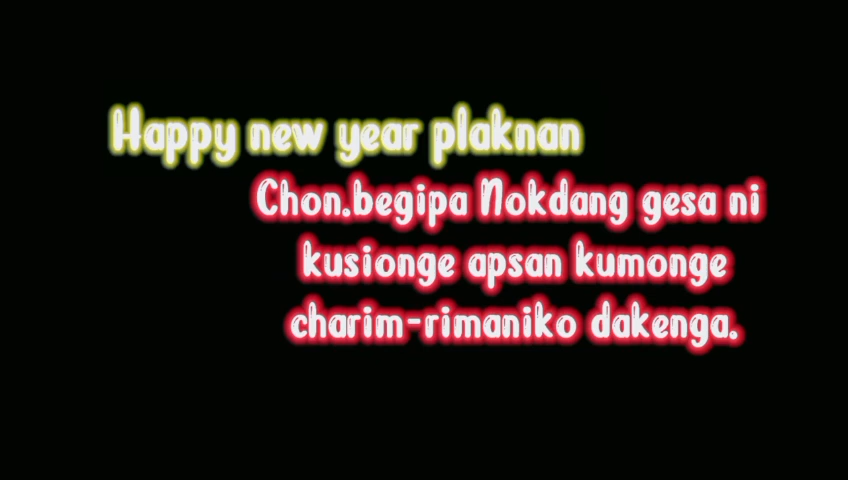 Happy new year plaknan
Chon.begipa Nokdang gesa ni
kusionge apsan kumonge
charim-rimaniko dakenga.